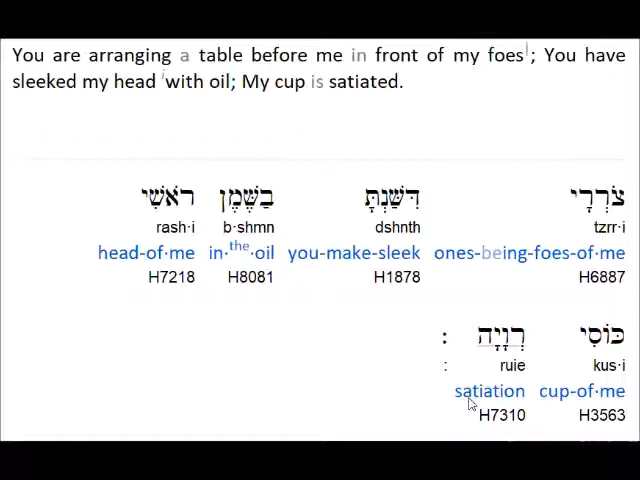 You are arranging a table before me in front of my foes|; You have
sleeked my head iwith oil; My cup is satiated.
צֹרְרָי דִּשַּׁנְתָּ בַשֶּׁמֶן רֹאשִׁי
rash·i b·shmn dshnth tzrr·i
head-of·me in·the·oil you-make-sleek ones-being-foes-of·me
H7218 H8081 H1878 H6887
כּוֹסִי רְוָיָה :
: ruie kus·i
satiation cup-of·me
H7310 H3563